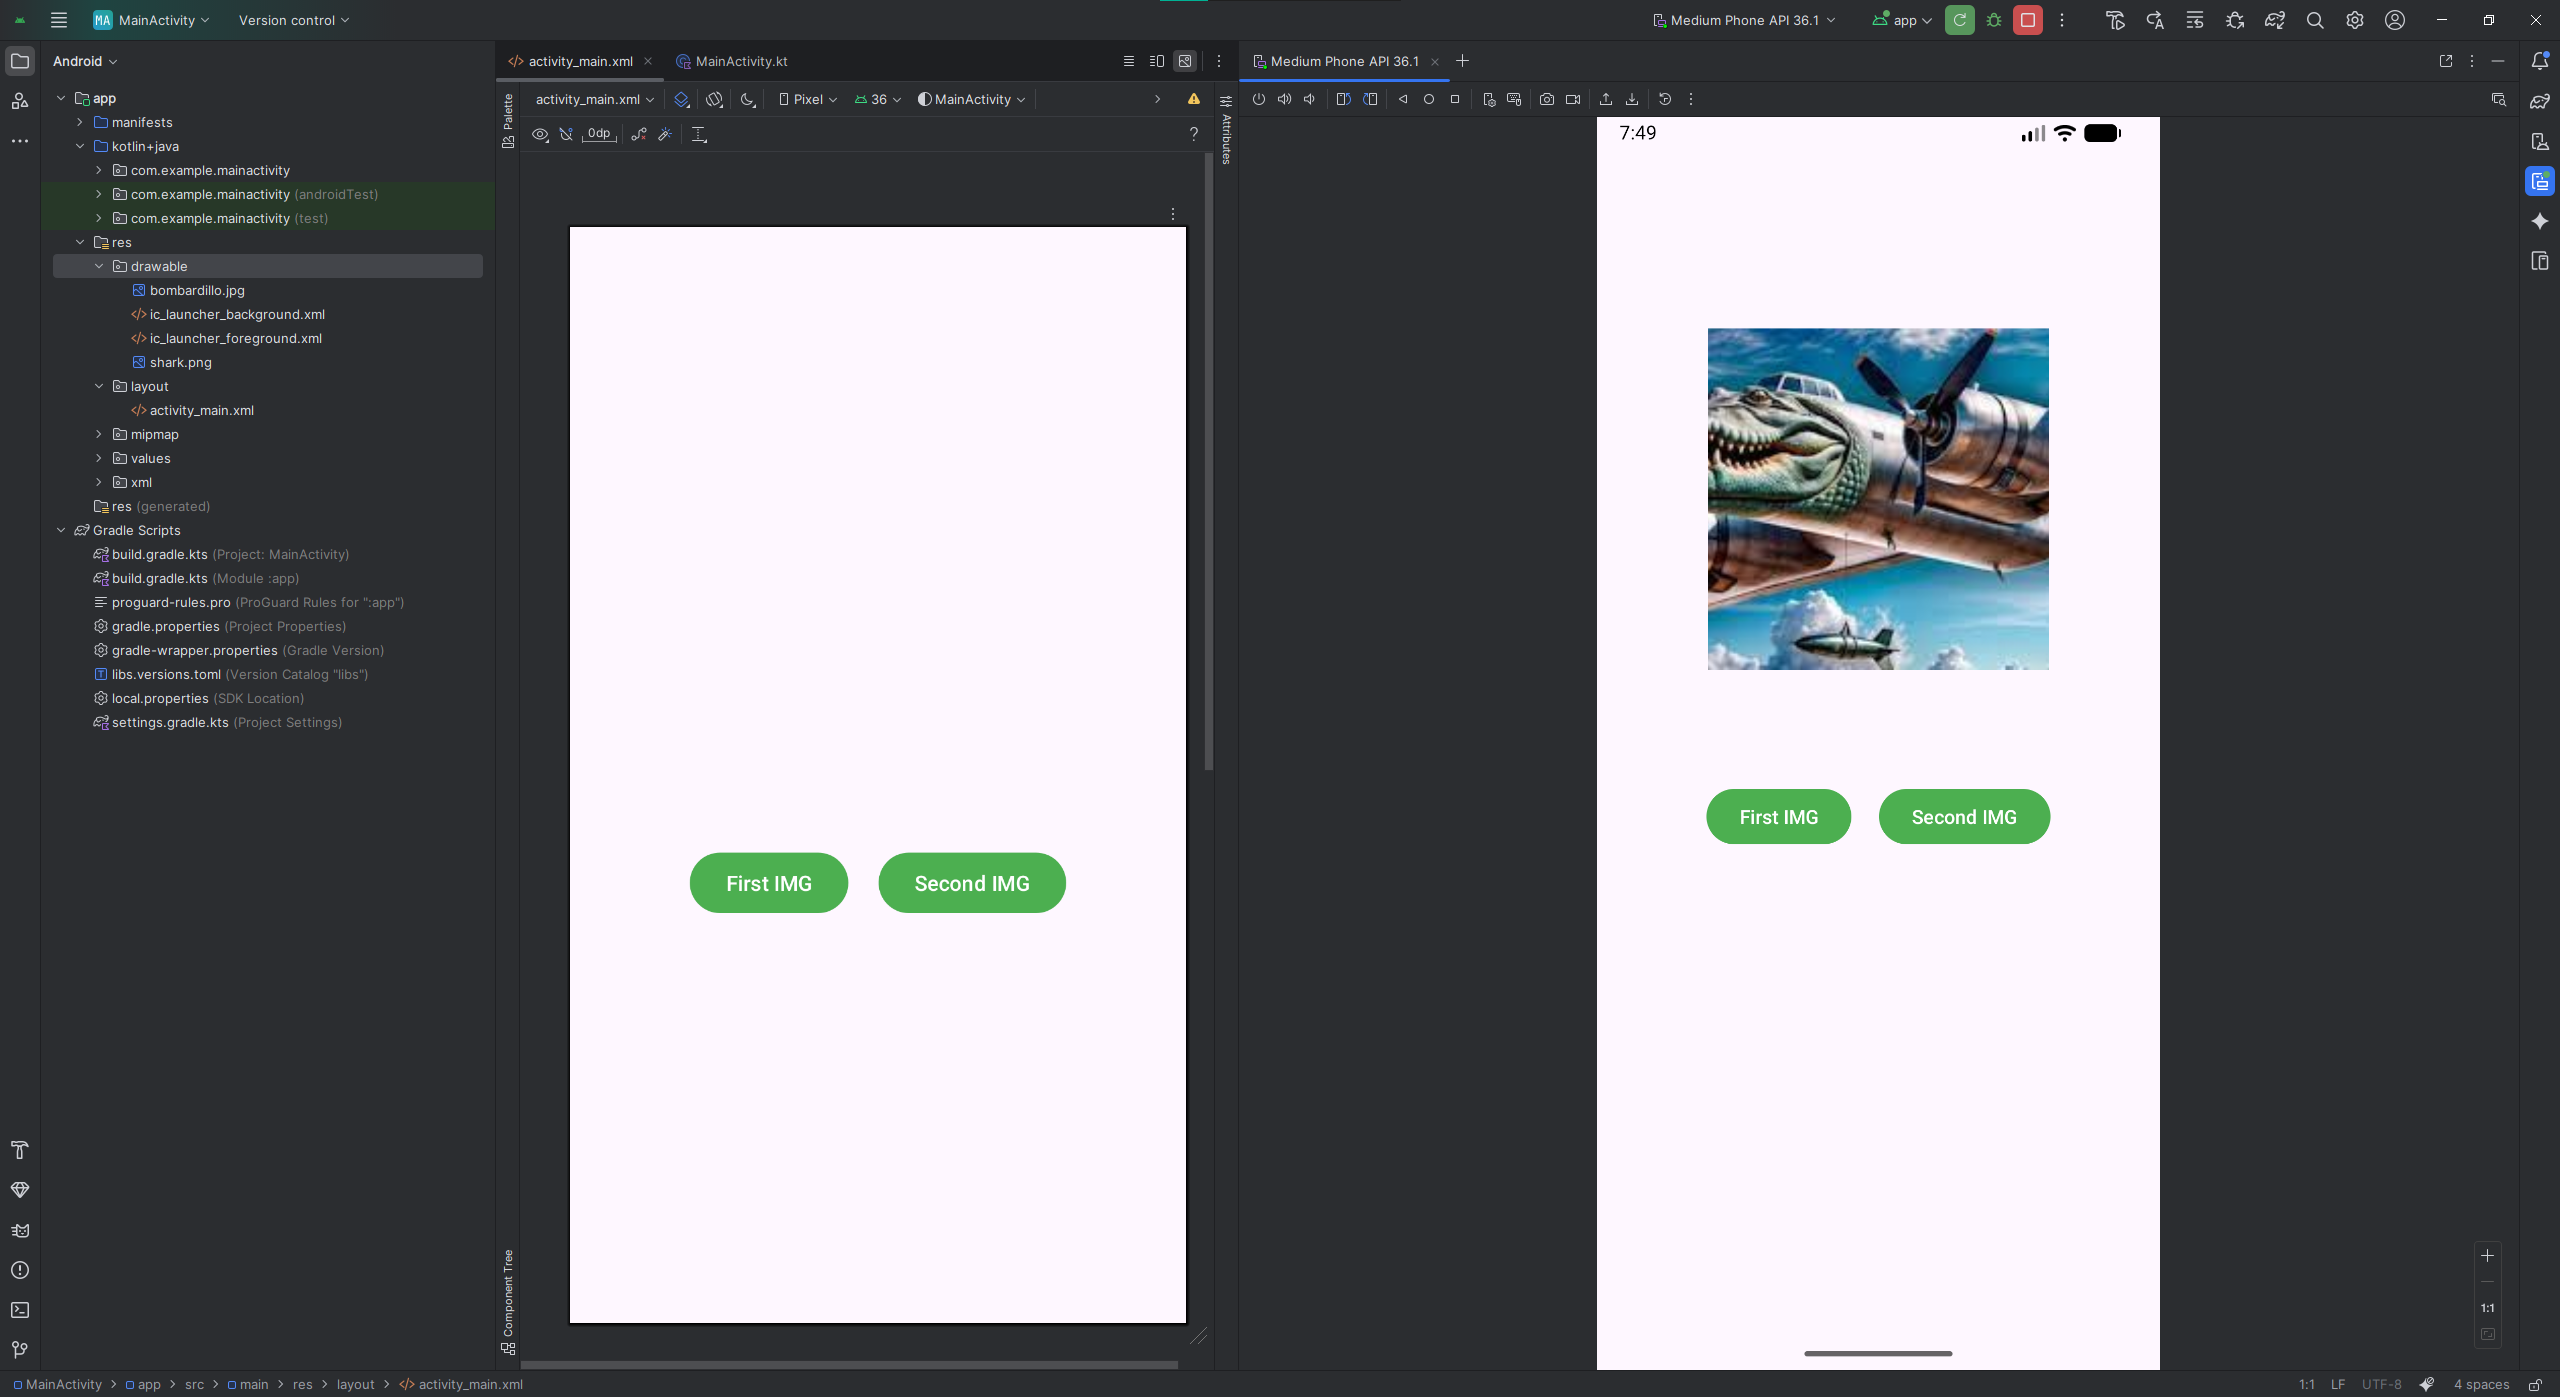 MA MainActivity Version control Medium Phone API 36.1 app
Android
app
manifests
kotlin+java
com.example.mainactivity
com.example.mainactivity (androidTest)
com.example.mainactivity (test)
res
drawable
bombardillo.jpg
ic_launcher_background.xml
ic_launcher_foreground.xml
shark.png
layout
activity_main.xml
mipmap
values
xml
res (generated)
Gradle Scripts
build.gradle.kts (Project: MainActivity)
build.gradle.kts (Module :app)
proguard-rules.pro (ProGuard Rules for ":app")
gradle.properties (Project Properties)
gradle-wrapper.properties (Gradle Version)
libs.versions.toml (Version Catalog "libs")
local.properties (SDK Location)
settings.gradle.kts (Project Settings)
activity_main.xml MainActivity.kt
activity_main.xml Pixel 36 MainActivity
0dp ?
Palette
Component Tree
Attributes
First IMG Second IMG
Medium Phone API 36.1
7:49
First IMG Second IMG
1:1
MainActivity > app > src > main > res > layout > activity_main.xml
1:1 LF UTF-8 4 spaces